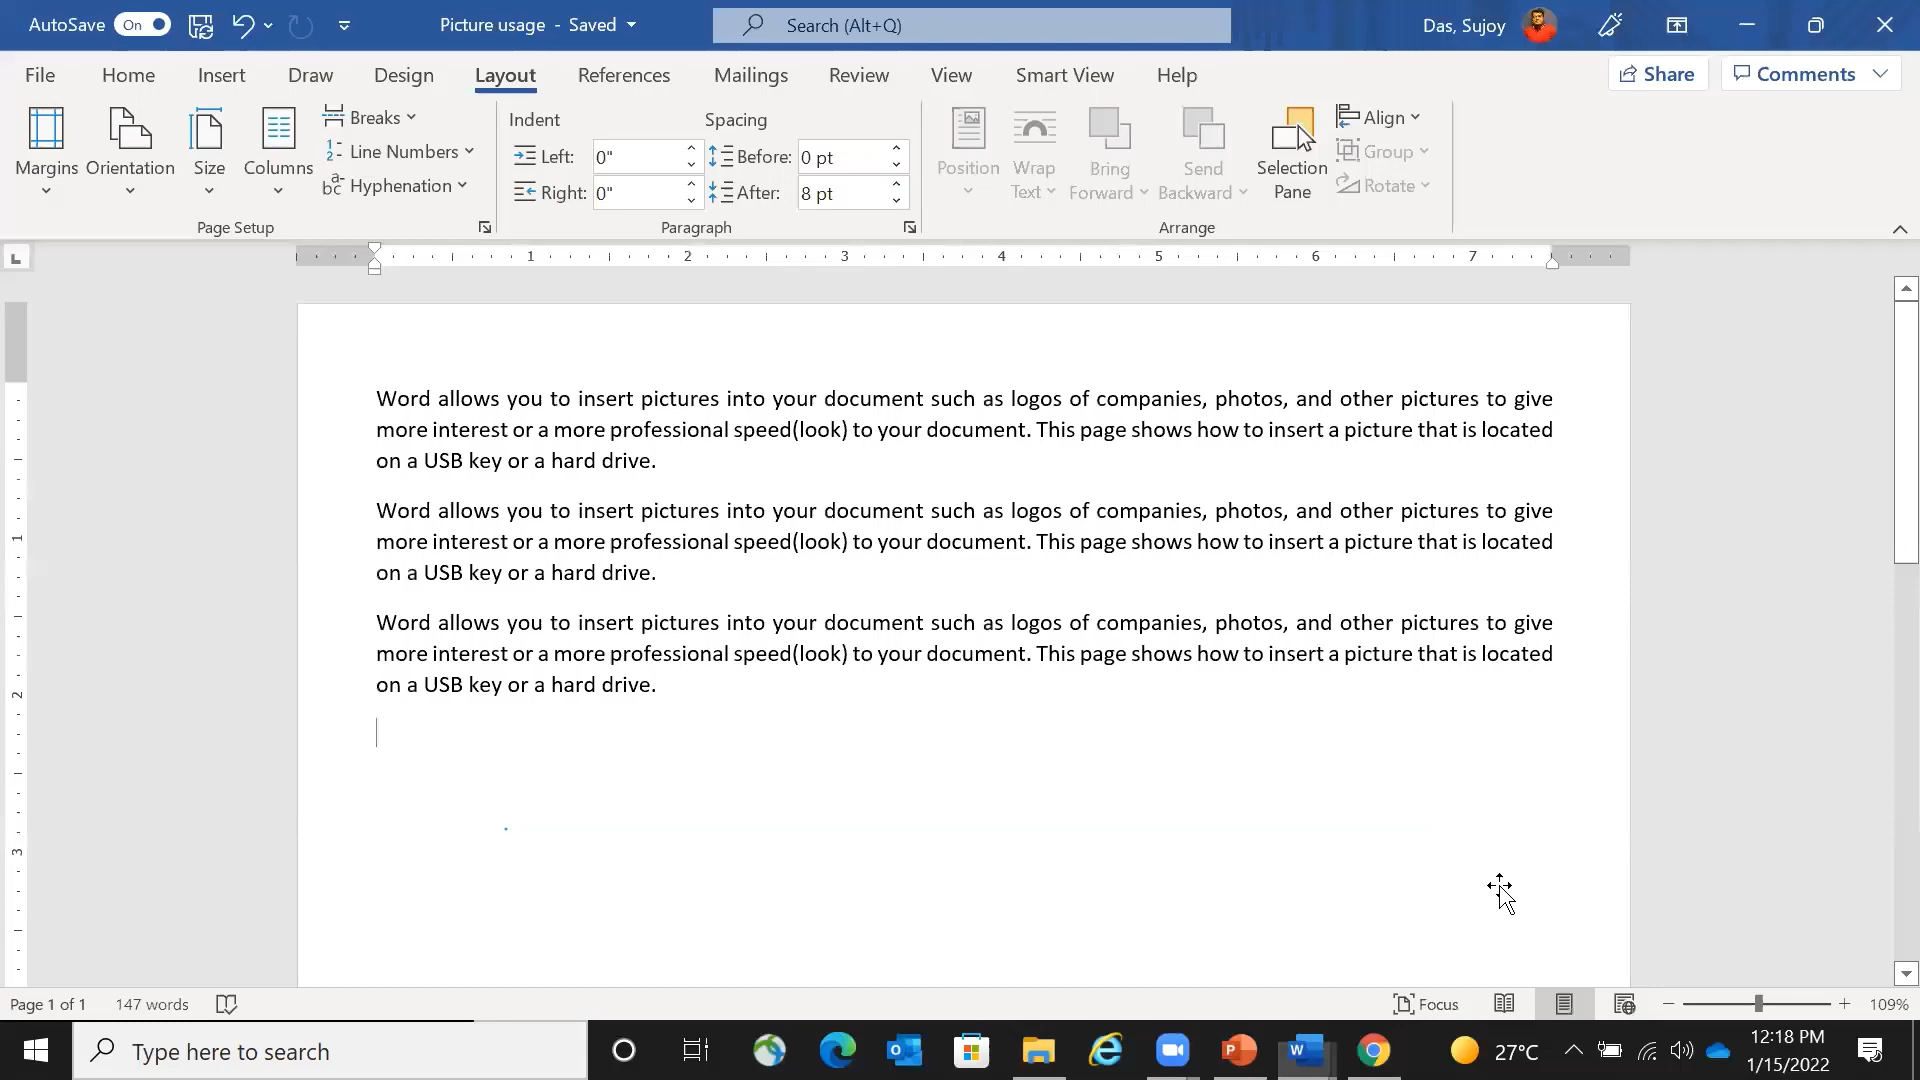 AutoSave On Picture usage - Saved Search (Alt+Q) Das, Sujoy
File Home Insert Draw Design Layout References Mailings Review View Smart View Help Share Comments
Margins Orientation Size Columns
Breaks
Line Numbers
Hyphenation
Page Setup
Indent Spacing
Left: 0" Before: 0 pt
Right: 0" After: 8 pt
Paragraph
Position
Wrap
Text
Bring
Forward
Send
Backward
Selection
Pane
Align
Group
Rotate
Arrange
1 2 3 4 5 6 7
Word allows you to insert pictures into your document such as logos of companies, photos, and other pictures to give
more interest or a more professional speed(look) to your document. This page shows how to insert a picture that is located
on a USB key or a hard drive.
Word allows you to insert pictures into your document such as logos of companies, photos, and other pictures to give
more interest or a more professional speed(look) to your document. This page shows how to insert a picture that is located
on a USB key or a hard drive.
Word allows you to insert pictures into your document such as logos of companies, photos, and other pictures to give
more interest or a more professional speed(look) to your document. This page shows how to insert a picture that is located
on a USB key or a hard drive.
1
2
3
Page 1 of 1 147 words Focus 109%
Type here to search 27°C 12:18 PM
1/15/2022